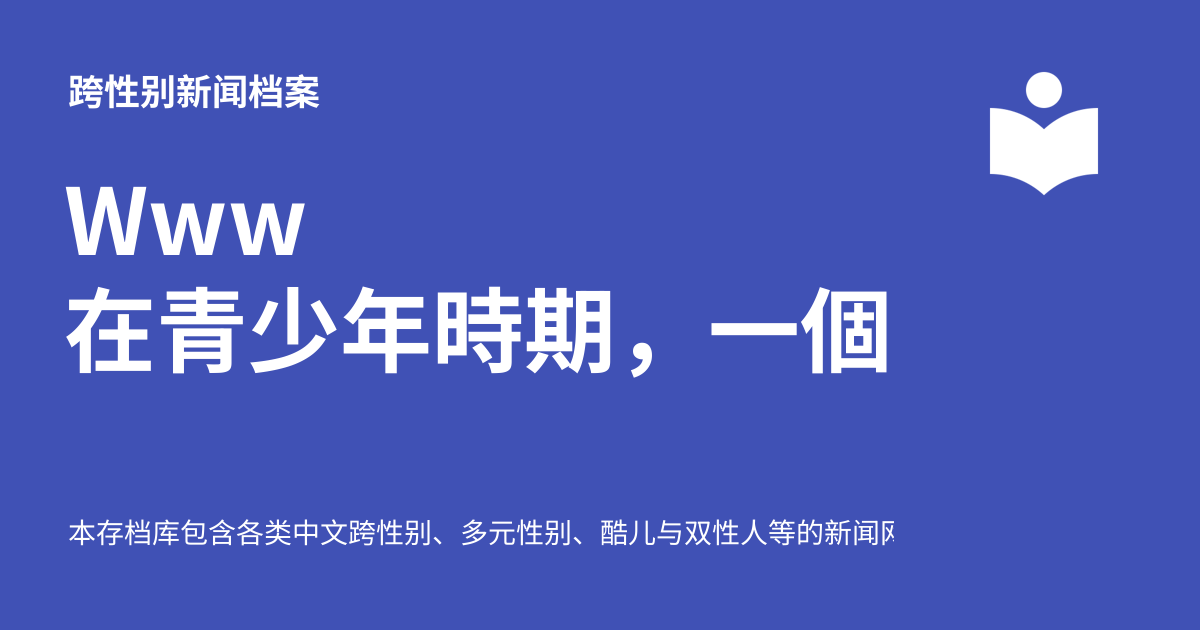 跨性别新闻档案
Www
在青少年時期，一個
本存档库包含各类中文跨性别、多元性别、酷儿与双性人等的新闻